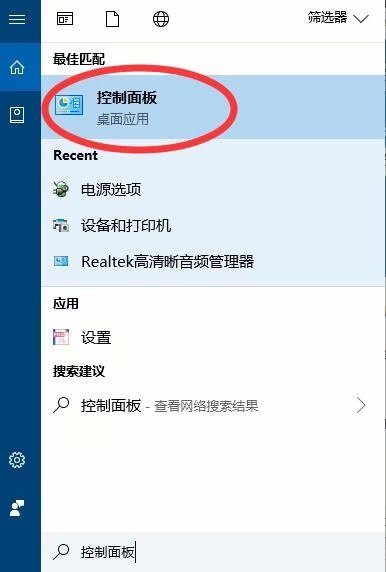 筛选器
最佳匹配
控制面板
桌面应用
Recent
电源选项
设备和打印机
Realtek高清晰音频管理器
应用
设置
搜索建议
控制面板 - 查看网络搜索结果
控制面板